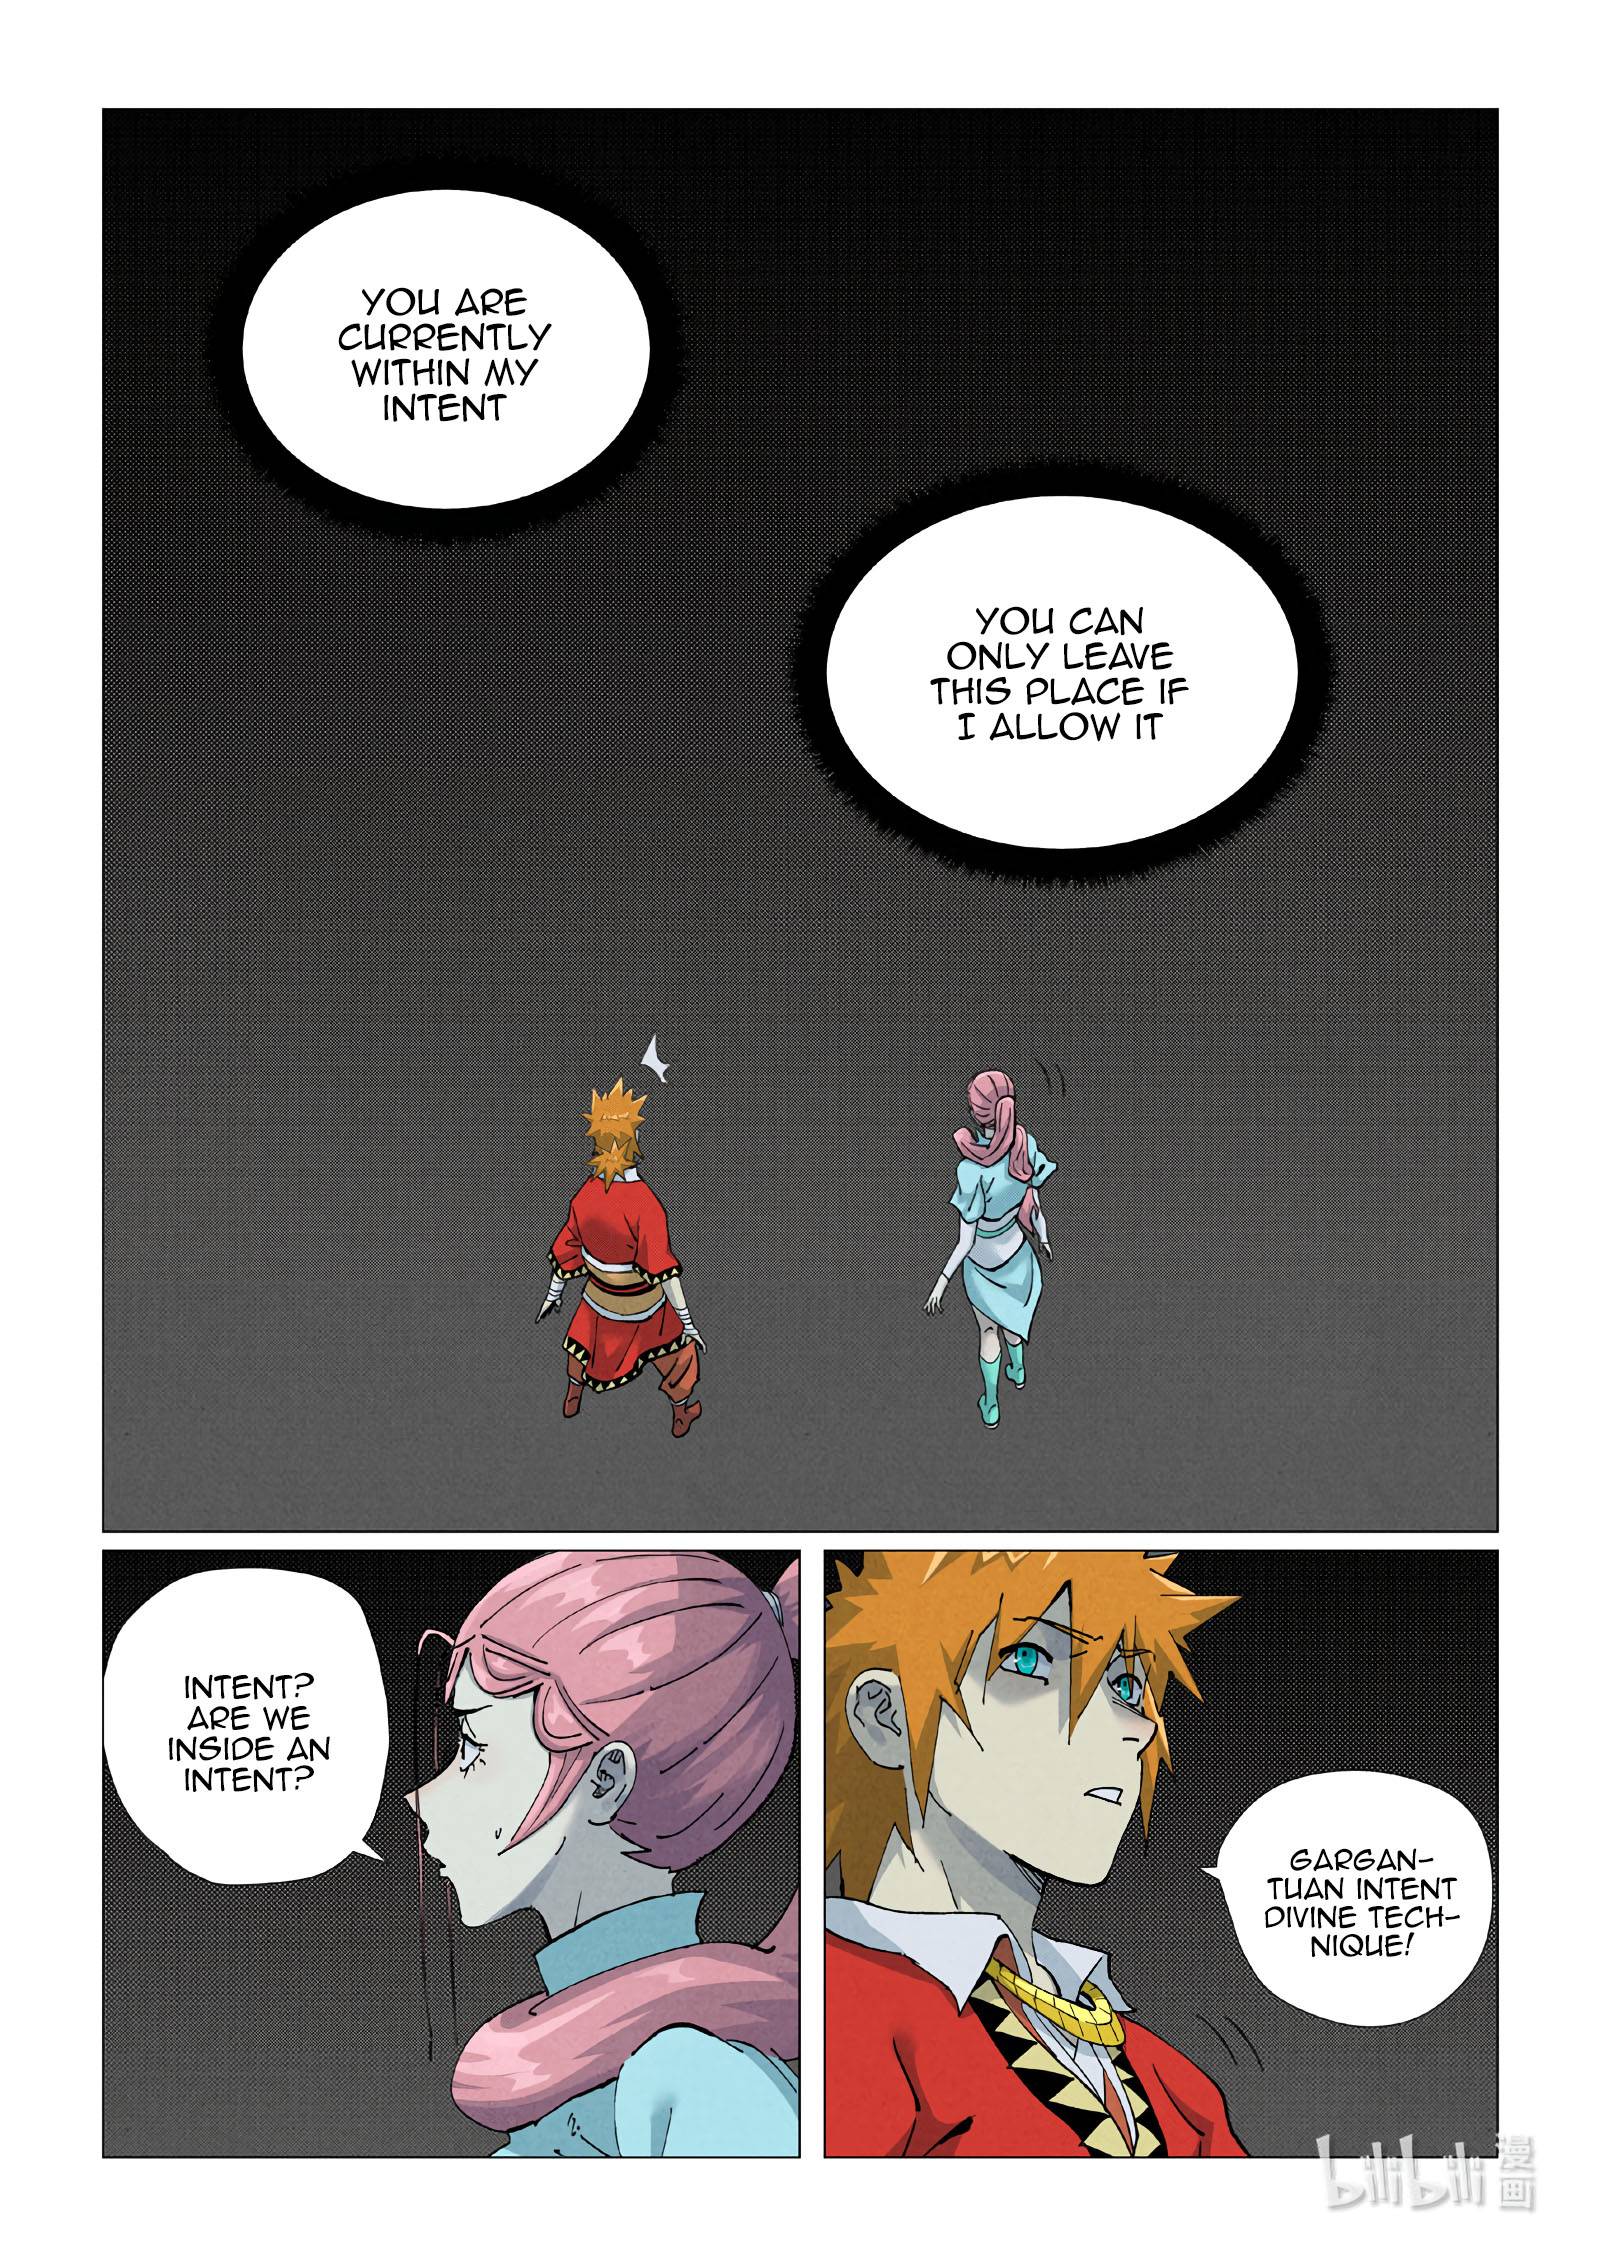 YOU ARE
CURRENTLY
WITHIN MY
INTENT
YOU CAN
ONLY LEAVE
THIS PLACE IF
I ALLOW IT
INTENT?
ARE WE
INSIDE AN
INTENT?
GARGAN-
TUAN INTENT
DIVINE TECH-
NIQUE!
bilibili 漫画